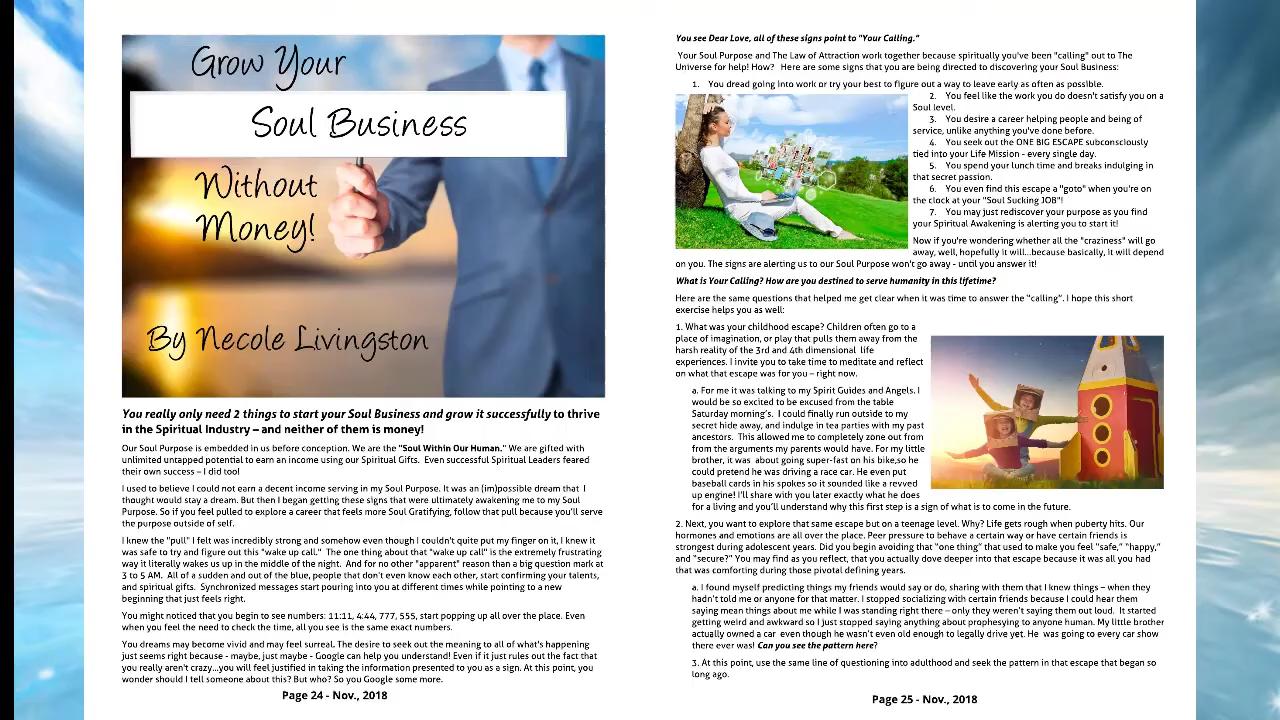 Grow Your
Soul Business
Without
Money!
By Necole Livingston
You really only need 2 things to start your Soul Business and grow it successfully to thrive
in the Spiritual Industry – and neither of them is money!
Our Soul Purpose is embedded in us before conception. We are the "Soul Within Our Human." We are gifted with
unlimited untapped potential to earn an income using our Spiritual Gifts.  Even successful Spiritual Leaders feared
their own success – I did too!
I used to believe I could not earn a decent income serving in my Soul Purpose. It was an (im)possible dream that  I
thought would stay a dream. But then I began getting these signs that were ultimately awakening me to my Soul
Purpose. So if you feel pulled to explore a career that feels more Soul Gratifying, follow that pull because you'll serve
the purpose outside of self.
I knew the "pull" I felt was incredibly strong and somehow even though I couldn't quite put my finger on it, I knew it
was safe to try and figure out this "wake up call."  The one thing about that "wake up call" is the extremely frustrating
way it literally wakes us up in the middle of the night.  And for no other "apparent" reason than a big question mark at
3 to 5 AM.  All of a sudden and out of the blue, people that don't even know each other, start confirming your talents,
and spiritual gifts.  Synchronized messages start pouring into you at different times while pointing to a new
beginning that just feels right.
You might noticed that you begin to see numbers: 11:11, 4:44, 777, 555, start popping up all over the place. Even
when you feel the need to check the time, all you see is the same exact numbers.
You dreams may become vivid and may feel surreal. The desire to seek out the meaning to all of what's happening
just seems right because - maybe, just maybe - Google can help you understand! Even if it just rules out the fact that
you really aren't crazy...you will feel justified in taking the information presented to you as a sign. At this point, you
wonder should I tell someone about this? But who? So you Google some more.
Page 24 - Nov., 2018
You see Dear Love, all of these signs point to "Your Calling."
Your Soul Purpose and The Law of Attraction work together because spiritually you've been "calling" out to The
Universe for help! How?   Here are some signs that you are being directed to discovering your Soul Business:
1. You dread going into work or try your best to figure out a way to leave early as often as possible.
2. You feel like the work you do doesn't satisfy you on a
Soul level.
3. You desire a career helping people and being of
service, unlike anything you've done before.
4. You seek out the ONE BIG ESCAPE subconsciously
tied into your Life Mission - every single day.
5. You spend your lunch time and breaks indulging in
that secret passion.
6. You even find this escape a "goto" when you're on
the clock at your "Soul Sucking JOB"!
7. You may just rediscover your purpose as you find
your Spiritual Awakening is alerting you to start it!
Now if you're wondering whether all the "craziness" will go
away, well, hopefully it will...because basically, it will depend
on you. The signs are alerting us to our Soul Purpose won't go away - until you answer it!
What is Your Calling? How are you destined to serve humanity in this lifetime?
Here are the same questions that helped me get clear when it was time to answer the "calling". I hope this short
exercise helps you as well:
1. What was your childhood escape? Children often go to a
place of imagination, or play that pulls them away from the
harsh reality of the 3rd and 4th dimensional  life
experiences. I invite you to take time to meditate and reflect
on what that escape was for you – right now.
a. For me it was talking to my Spirit Guides and Angels. I
would be so excited to be excused from the table
Saturday morning's.  I could finally run outside to my
secret hide away, and indulge in tea parties with my past
ancestors.  This allowed me to completely zone out from
from the arguments my parents would have. For my little
brother, it was  about going super-fast on his bike,so he
could pretend he was driving a race car. He even put
baseball cards in his spokes so it sounded like a revved
up engine! I'll share with you later exactly what he does
for a living and you'll understand why this first step is a sign of what is to come in the future.
2. Next, you want to explore that same escape but on a teenage level. Why? Life gets rough when puberty hits. Our
hormones and emotions are all over the place. Peer pressure to behave a certain way or have certain friends is
strongest during adolescent years. Did you begin avoiding that "one thing" that used to make you feel "safe," "happy,"
and "secure?" You may find as you reflect, that you actually dove deeper into that escape because it was all you had
that was comforting during those pivotal defining years.
a. I found myself predicting things my friends would say or do, sharing with them that I knew things – when they
hadn't told me or anyone for that matter. I stopped socializing with certain friends because I could hear them
saying mean things about me while I was standing right there – only they weren't saying them out loud.  It started
getting weird and awkward so I just stopped saying anything about prophesying to anyone human. My little brother
actually owned a car  even though he wasn't even old enough to legally drive yet. He  was going to every car show
there ever was! Can you see the pattern here?
3. At this point, use the same line of questioning into adulthood and seek the pattern in that escape that began so
long ago.
Page 25 - Nov., 2018